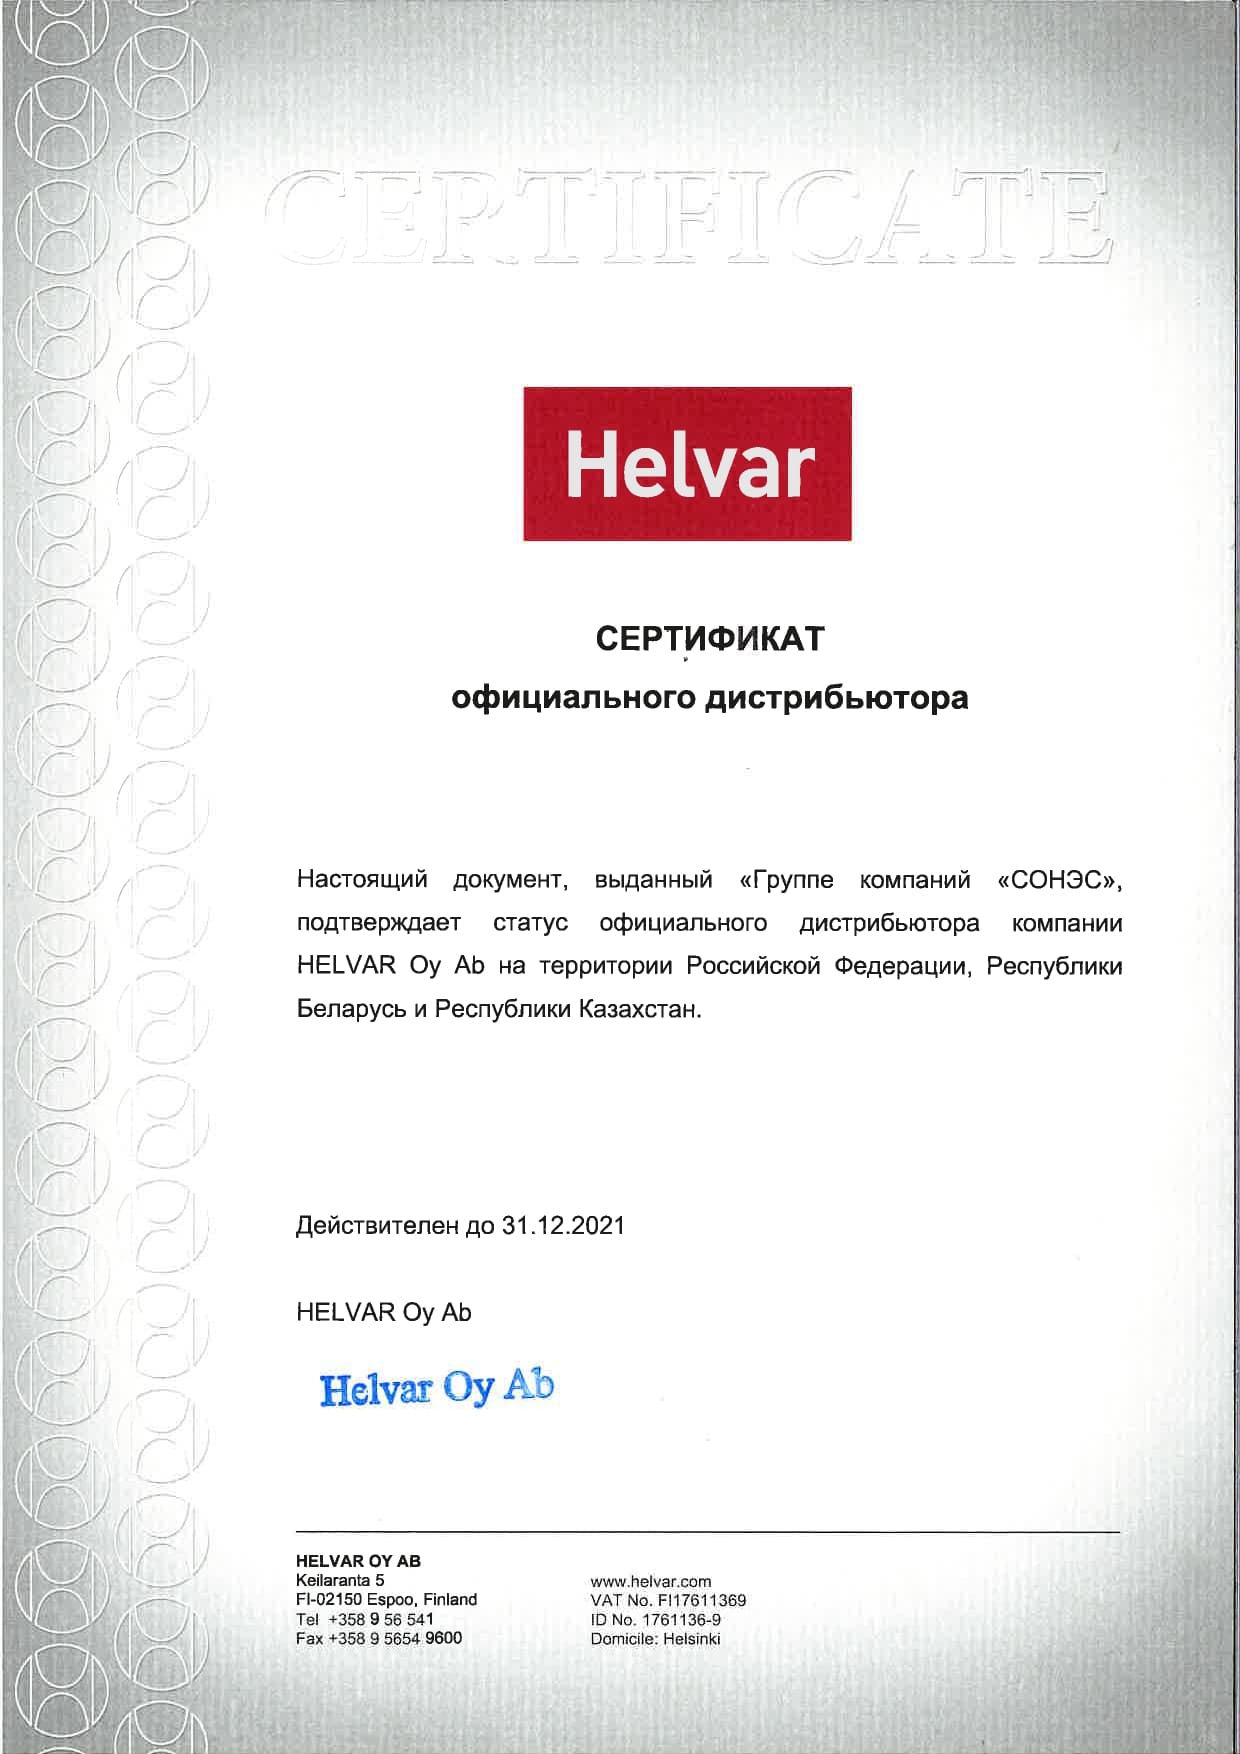 CERTIFICATE
Helvar
СЕРТИФИКАТ
официального дистрибьютора
Настоящий документ, выданный «Группе компаний «СОНЭС»,
подтверждает статус официального дистрибьютора компании
HELVAR Oy Ab на территории Российской Федерации, Республики
Беларусь и Республики Казахстан.
Действителен до 31.12.2021
HELVAR Oy Ab
Helvar Oy Ab
HELVAR OY AB
Keilaranta 5
FI-02150 Espoo, Finland
Tel +358 9 56 541
Fax +358 9 5654 9600
www.helvar.com
VAT No. FI17611369
ID No. 1761136-9
Domicile: Helsinki